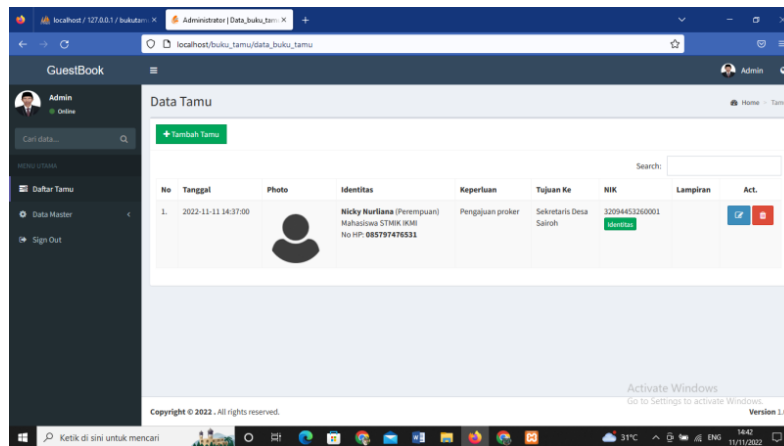 localhost / 127.0.0.1 / bukutam
Administrator | Data_buku_tam
localhost/buku_tamu/data_buku_tamu
GuestBook
Admin
Admin
Online
Data Tamu
Home
Tam
Cari data...
Tambah Tamu
MENU UTAMA
Search:
Daftar Tamu
No Tanggal Photo Identitas Keperluan Tujuan Ke NIK Lampiran Act.
Data Master
1. 2022-11-11 14:37:00 Nicky Nurliana (Perempuan) Pengajuan proker Sekretaris Desa 32094453260001
Mahasiswa STMIK IKMI Sairoh Identitas
No HP: 085797476531
Sign Out
Activate Windows
Go to Settings to activate Windows.
Copyright © 2022 . All rights reserved.
Version 1.
Ketik di sini untuk mencari
31°C
ENG
14:42
11/11/2022